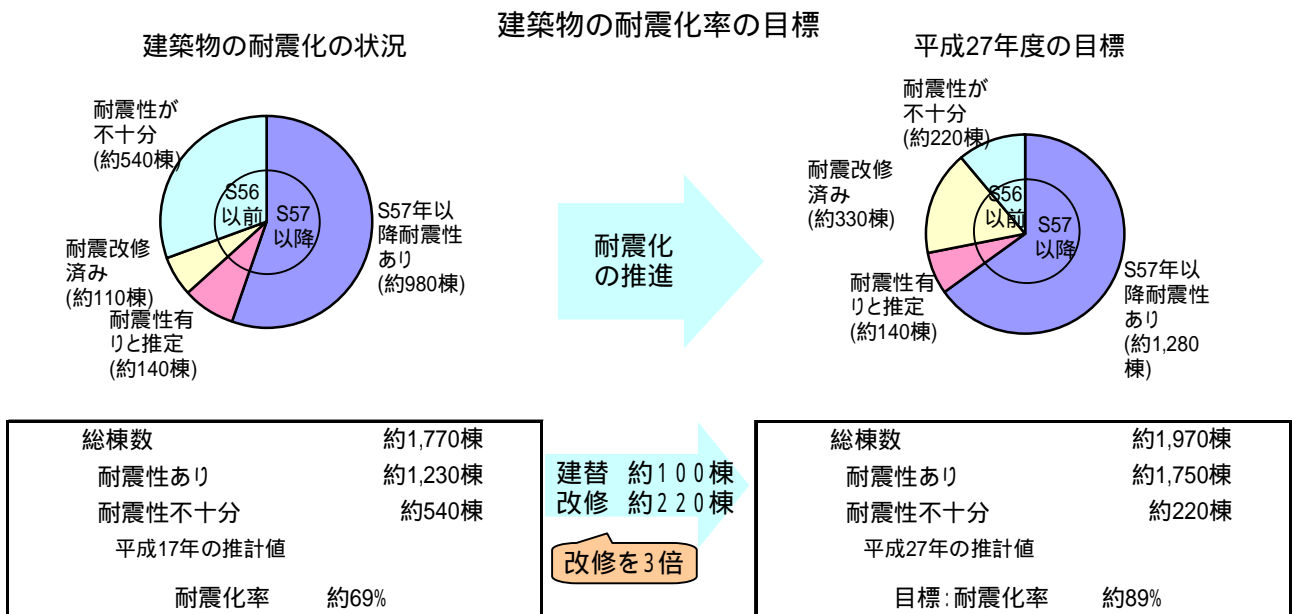 建築物の耐震化率の目標
建築物の耐震化の状況
耐震性が
不十分
(約540棟)
S56
以前
S57
以降
S57年以
降耐震性
あり
(約980棟)
耐震改修
済み
(約110棟)
耐震性有
りと推定
(約140棟)
耐震化
の推進
平成27年度の目標
耐震性が
不十分
(約220棟)
耐震改修
済み
(約330棟)
S56
以前
S57
以降
耐震性有
りと推定
(約140棟)
S57年以
降耐震性
あり
(約1,280
棟)
総棟数 約1,770棟
耐震性あり 約1,230棟
耐震性不十分 約540棟
平成17年の推計値
耐震化率 約69%
建替 約100棟
改修 約220棟
改修を3倍
総棟数 約1,970棟
耐震性あり 約1,750棟
耐震性不十分 約220棟
平成27年の推計値
目標:耐震化率 約89%